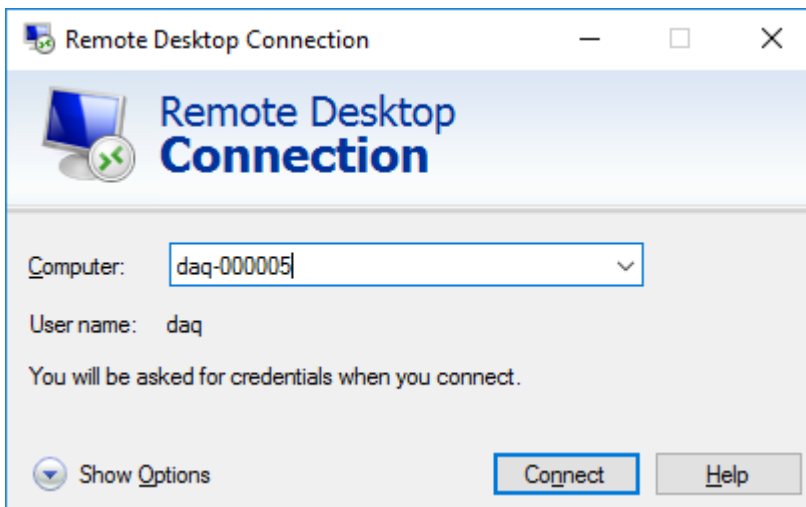 Remote Desktop Connection
Remote Desktop
Connection
Computer: daq-000005
User name: daq
You will be asked for credentials when you connect.
Show Options Connect Help